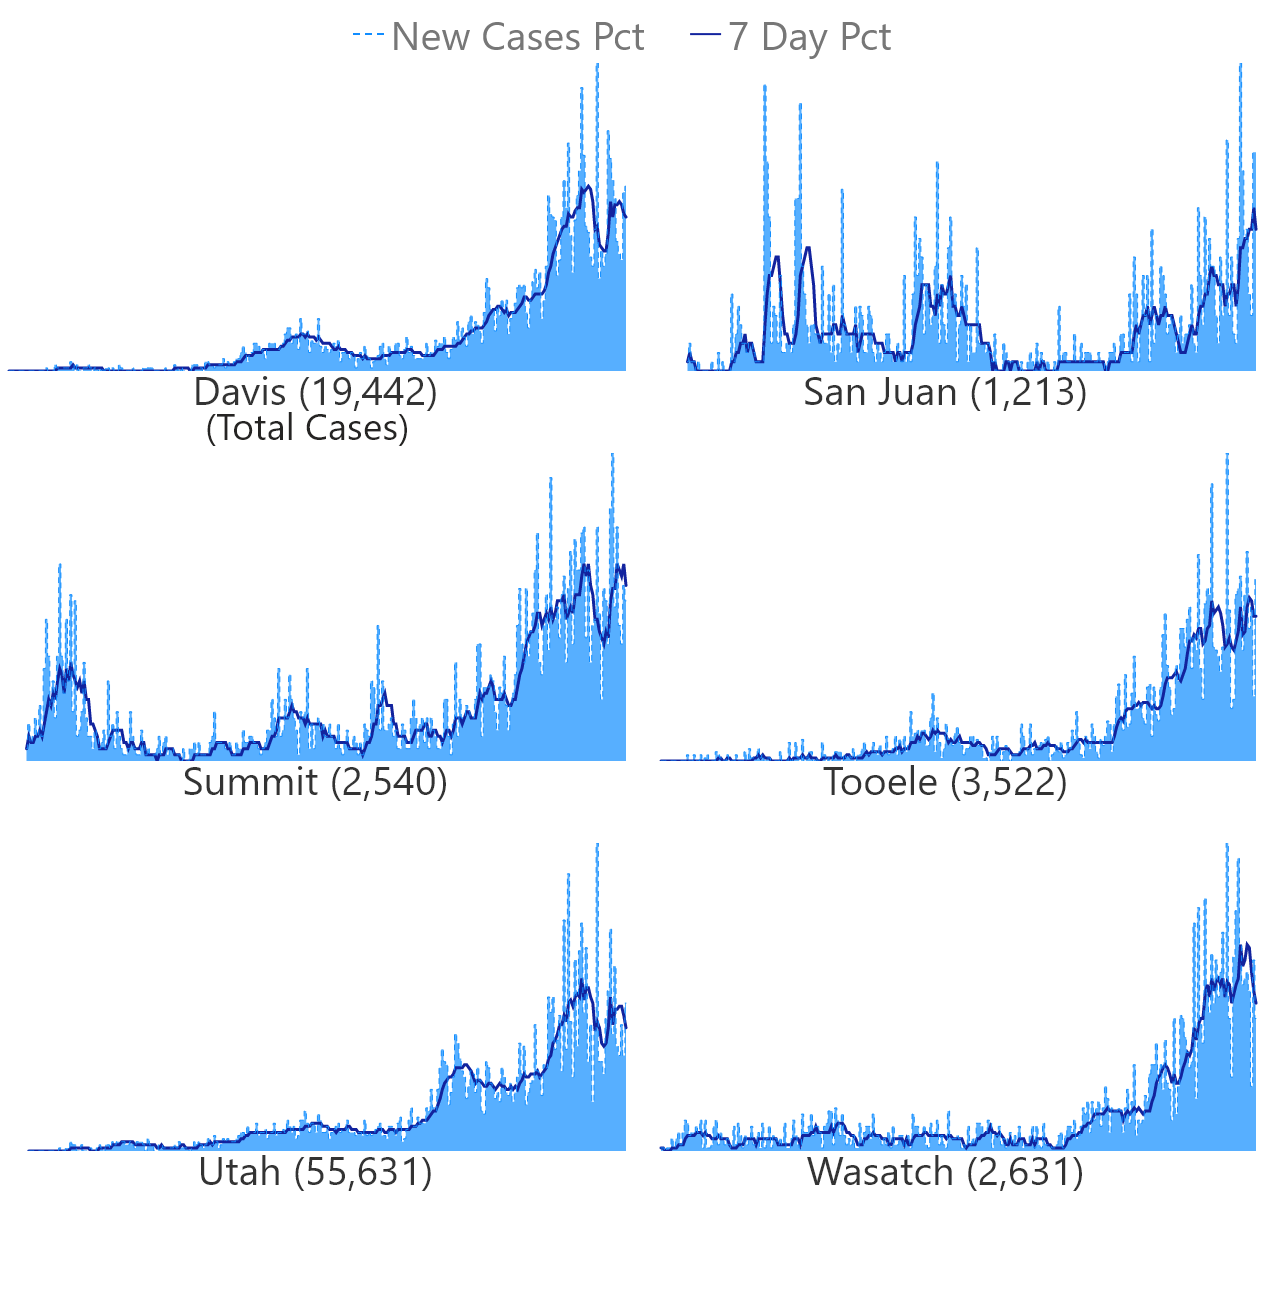 New Cases Pct 7 Day Pct
Davis (19,442)
(Total Cases)
San Juan (1,213)
Summit (2,540)
Tooele (3,522)
Utah (55,631)
Wasatch (2,631)